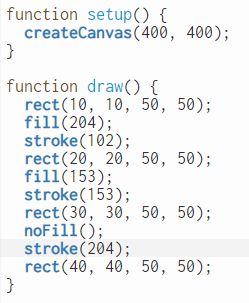 function setup() {
  createCanvas(400, 400);
}

function draw() {
  rect(10, 10, 50, 50);
  fill(204);
  stroke(102);
  rect(20, 20, 50, 50);
  fill(153);
  stroke(153);
  rect(30, 30, 50, 50);
  noFill();
  stroke(204);
  rect(40, 40, 50, 50);
}